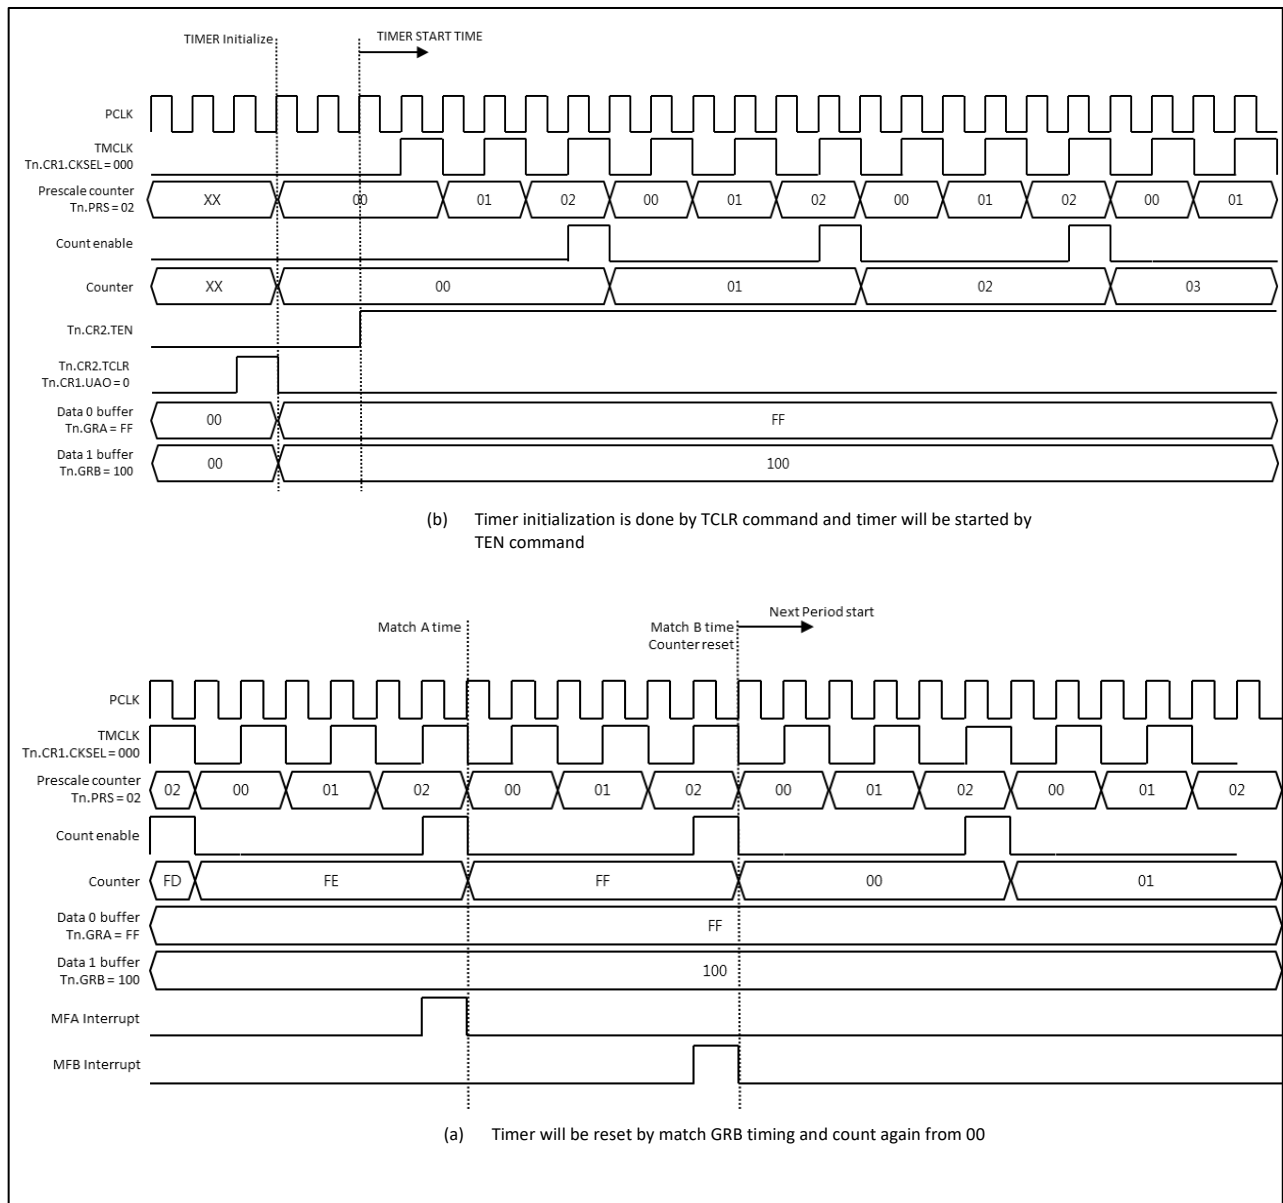 TIMER Initialize
TIMER START TIME
PCLK
TMCLK
Tn.CR1.CKSEL = 000
Prescale counter
Tn.PRS = 02
XX 00 01 02 00 01 02 00 01 02 00 01
Count enable
Counter XX 00 01 02 03
Tn.CR2.TEN
Tn.CR2.TCLR
Tn.CR1.UAO = 0
Data 0 buffer
Tn.GRA = FF
00 FF
Data 1 buffer
Tn.GRB = 100
00 100
(b) Timer initialization is done by TCLR command and timer will be started by
TEN command
Next Period start
Match A time
Match B time
Counter reset
PCLK
TMCLK
Tn.CR1.CKSEL = 000
Prescale counter
Tn.PRS = 02
02 00 01 02 00 01 02 00 01 02 00 01 02
Count enable
Counter FD FE FF 00 01
Data 0 buffer
Tn.GRA = FF
FF
Data 1 buffer
Tn.GRB = 100
100
MFA Interrupt
MFB Interrupt
(a) Timer will be reset by match GRB timing and count again from 00